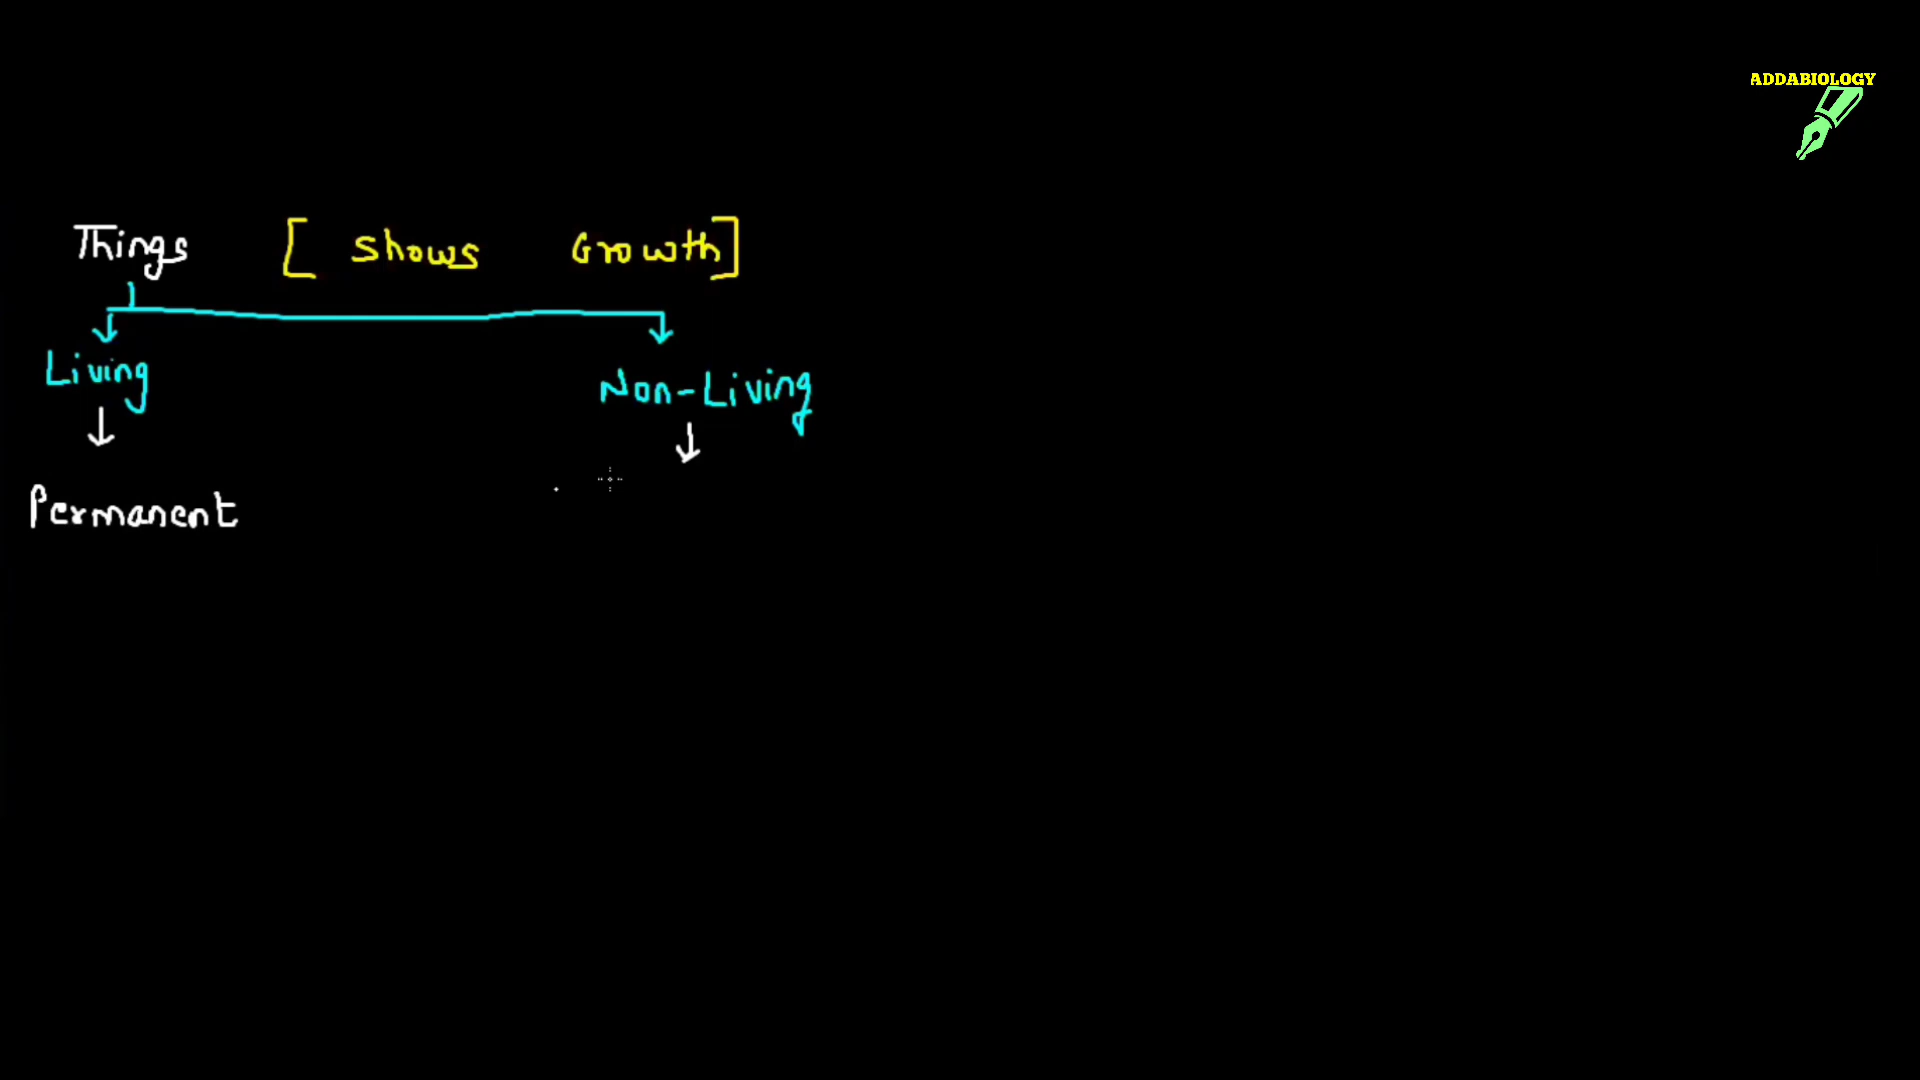 ADDABIOLOGY
Things [ Shows Growth]
Living
Non-Living
Permanent